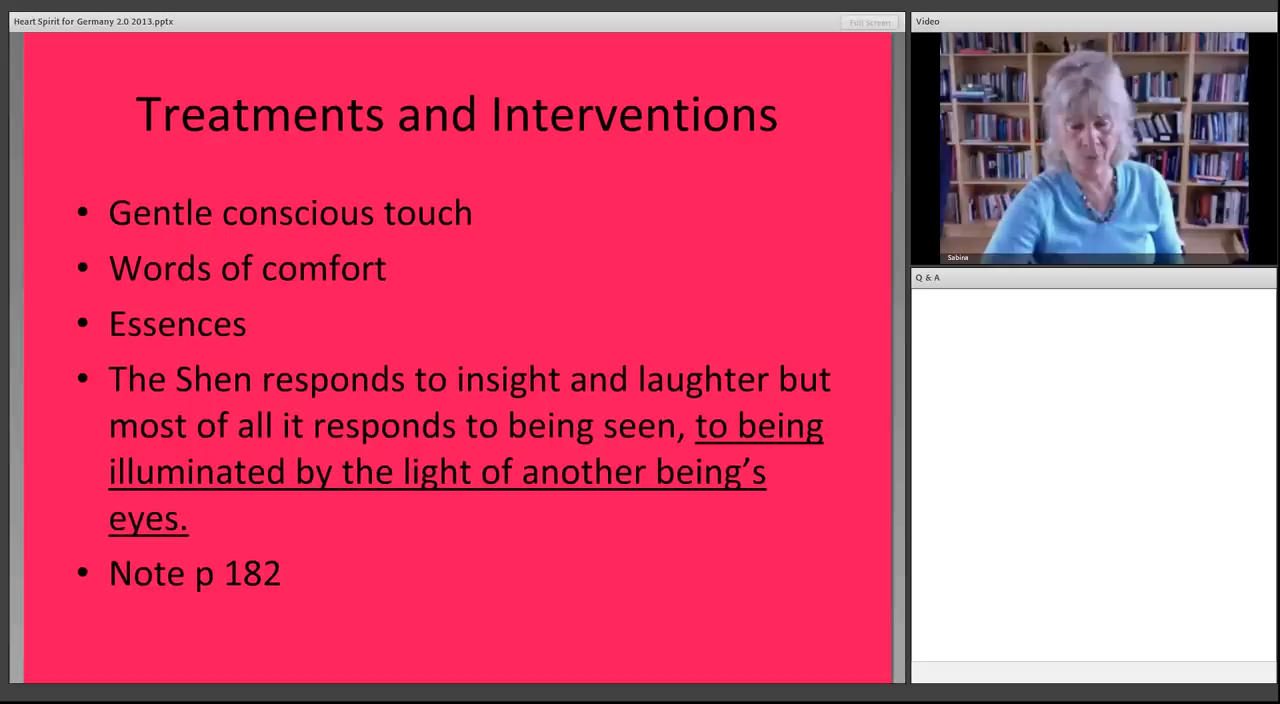 Heart Spirit for Germany 2.0 2013.pptx
Full Screen
Treatments and Interventions
• Gentle conscious touch
• Words of comfort
• Essences
• The Shen responds to insight and laughter but
most of all it responds to being seen, to being
illuminated by the light of another being’s
eyes.
• Note p 182
Video
Sabina
Q & A